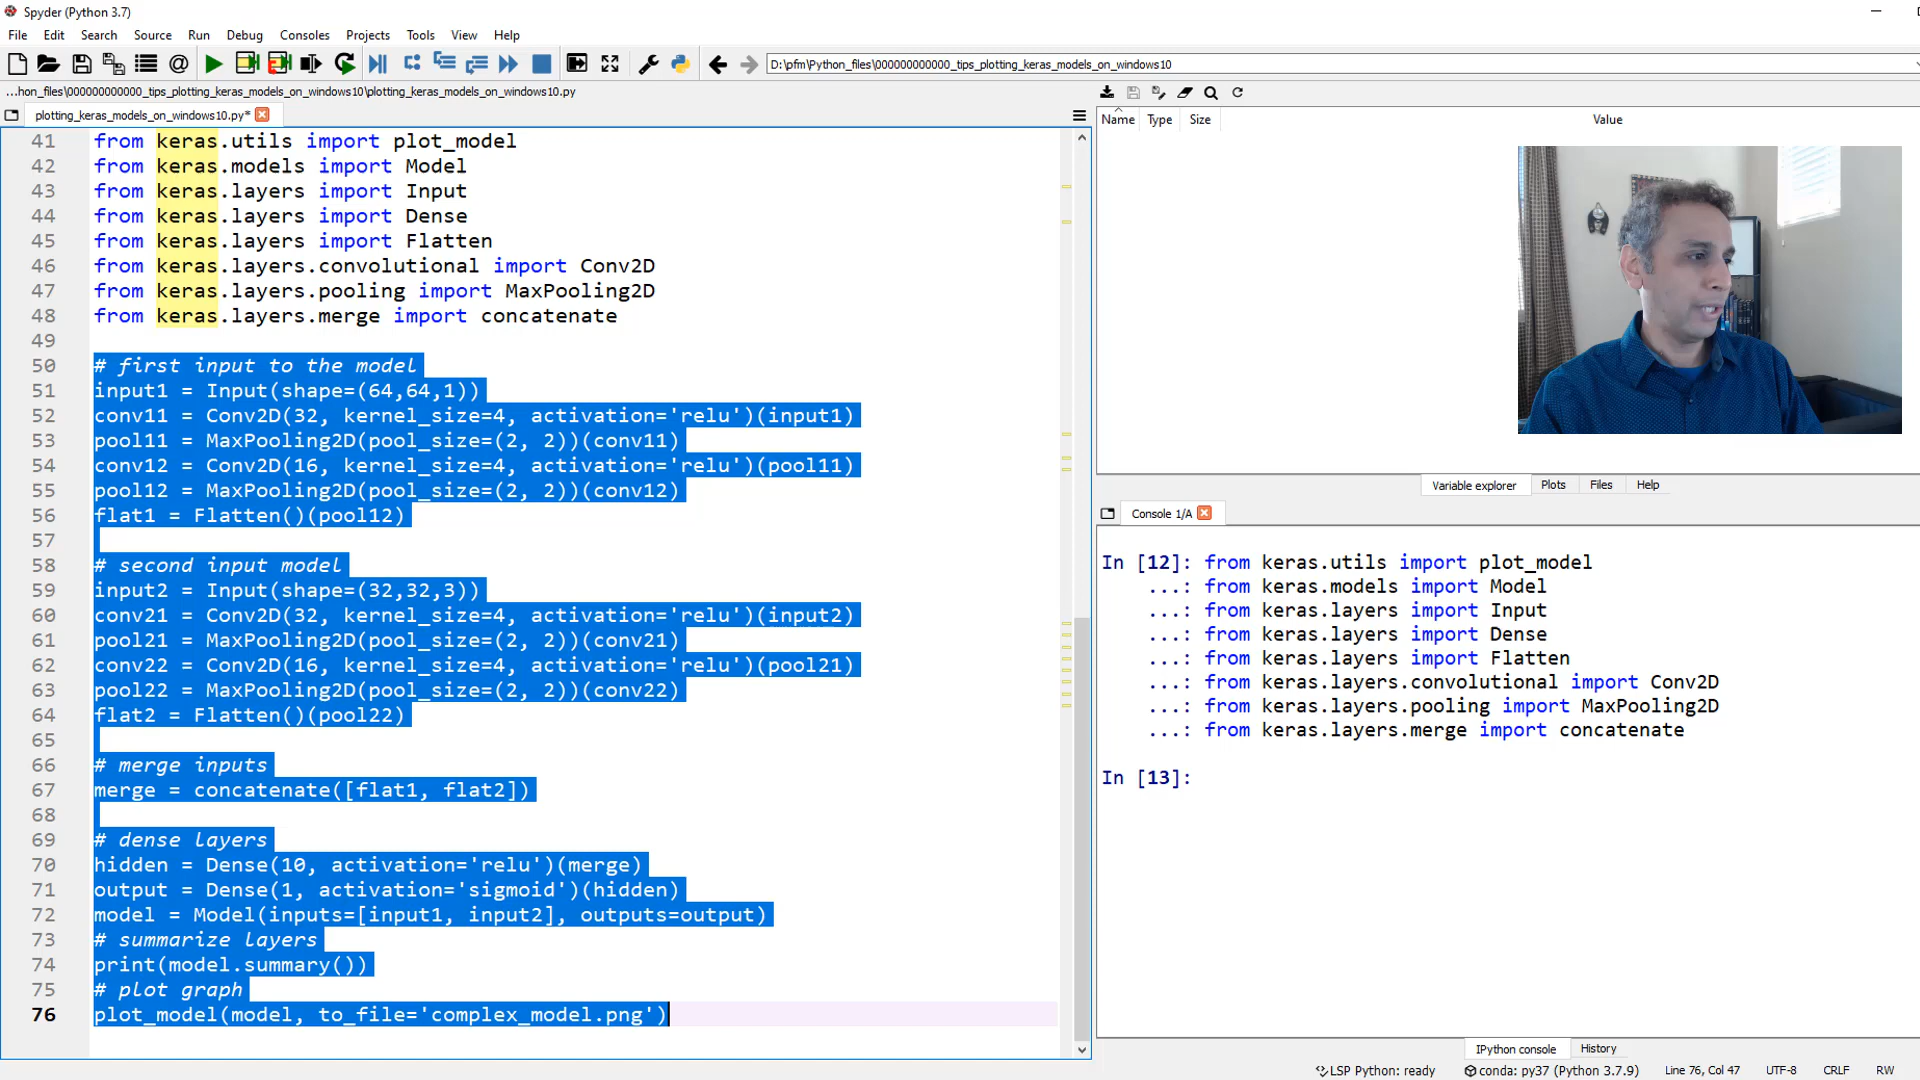 Spyder (Python 3.7)
File Edit Search Source Run Debug Consoles Projects Tools View Help
D:\pfm\Python_files\000000000000_tips_plotting_keras_models_on_windows10
...hon_files\000000000000_tips_plotting_keras_models_on_windows10\plotting_keras_models_on_windows10.py
plotting_keras_models_on_windows10.py*
41 from keras.utils import plot_model
42 from keras.models import Model
43 from keras.layers import Input
44 from keras.layers import Dense
45 from keras.layers import Flatten
46 from keras.layers.convolutional import Conv2D
47 from keras.layers.pooling import MaxPooling2D
48 from keras.layers.merge import concatenate
49
50 # first input to the model
51 input1 = Input(shape=(64,64,1))
52 conv11 = Conv2D(32, kernel_size=4, activation='relu')(input1)
53 pool11 = MaxPooling2D(pool_size=(2, 2))(conv11)
54 conv12 = Conv2D(16, kernel_size=4, activation='relu')(pool11)
55 pool12 = MaxPooling2D(pool_size=(2, 2))(conv12)
56 flat1 = Flatten()(pool12)
57
58 # second input model
59 input2 = Input(shape=(32,32,3))
60 conv21 = Conv2D(32, kernel_size=4, activation='relu')(input2)
61 pool21 = MaxPooling2D(pool_size=(2, 2))(conv21)
62 conv22 = Conv2D(16, kernel_size=4, activation='relu')(pool21)
63 pool22 = MaxPooling2D(pool_size=(2, 2))(conv22)
64 flat2 = Flatten()(pool22)
65
66 # merge inputs
67 merge = concatenate([flat1, flat2])
68
69 # dense layers
70 hidden = Dense(10, activation='relu')(merge)
71 output = Dense(1, activation='sigmoid')(hidden)
72 model = Model(inputs=[input1, input2], outputs=output)
73 # summarize layers
74 print(model.summary())
75 # plot graph
76 plot_model(model, to_file='complex_model.png')
Name Type Size Value
Variable explorer Plots Files Help
Console 1/A
In [12]: from keras.utils import plot_model
...: from keras.models import Model
...: from keras.layers import Input
...: from keras.layers import Dense
...: from keras.layers import Flatten
...: from keras.layers.convolutional import Conv2D
...: from keras.layers.pooling import MaxPooling2D
...: from keras.layers.merge import concatenate
In [13]:
IPython console History
LSP Python: ready conda: py37 (Python 3.7.9) Line 76, Col 47 UTF-8 CRLF RW